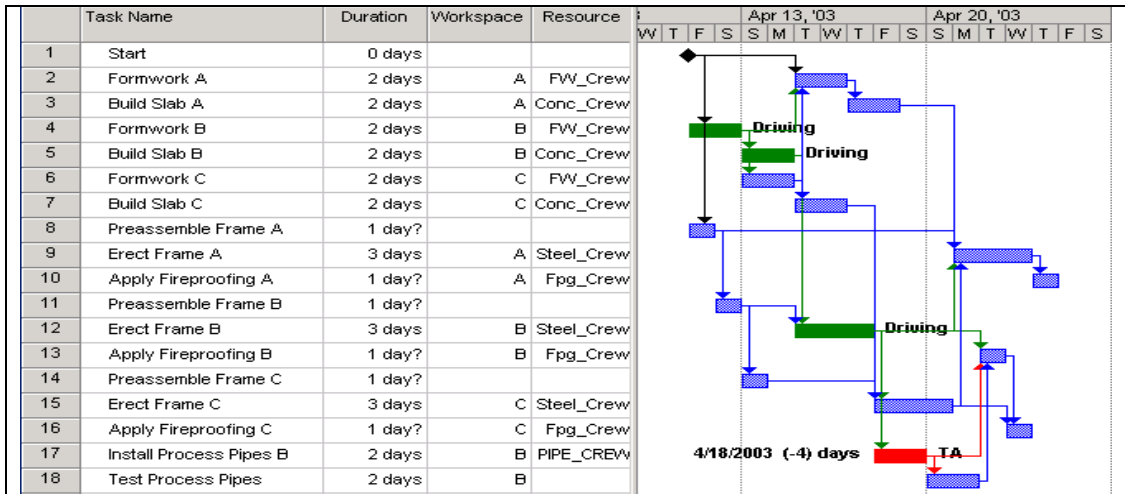 Task Name Duration Workspace Resource S Apr 13, '03 Apr 20, '03
W T F S S M T W T F S S M T W T F S
1 Start 0 days
2 Formwork A 2 days A FW_Crew
3 Build Slab A 2 days A Conc_Crew
4 Formwork B 2 days B FW_Crew Driving
5 Build Slab B 2 days B Conc_Crew Driving
6 Formwork C 2 days C FW_Crew
7 Build Slab C 2 days C Conc_Crew
8 Preassemble Frame A 1 day?
9 Erect Frame A 3 days A Steel_Crew
10 Apply Fireproofing A 1 day? A Fpg_Crew
11 Preassemble Frame B 1 day?
12 Erect Frame B 3 days B Steel_Crew Driving
13 Apply Fireproofing B 1 day? B Fpg_Crew
14 Preassemble Frame C 1 day?
15 Erect Frame C 3 days C Steel_Crew
16 Apply Fireproofing C 1 day? C Fpg_Crew
17 Install Process Pipes B 2 days B PIPE_CREW 4/18/2003 (-4) days TA
18 Test Process Pipes 2 days B